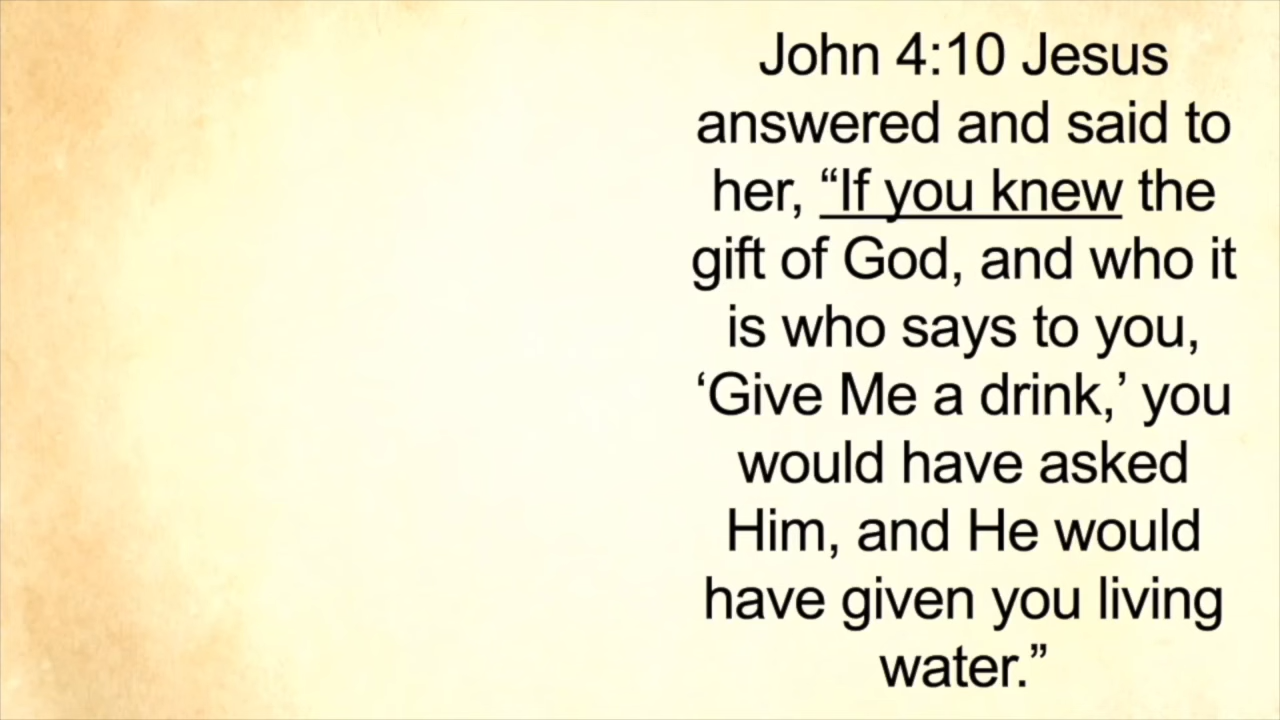 John 4:10 Jesus
answered and said to
her, “If you knew the
gift of God, and who it
is who says to you,
‘Give Me a drink,’ you
would have asked
Him, and He would
have given you living
water.”